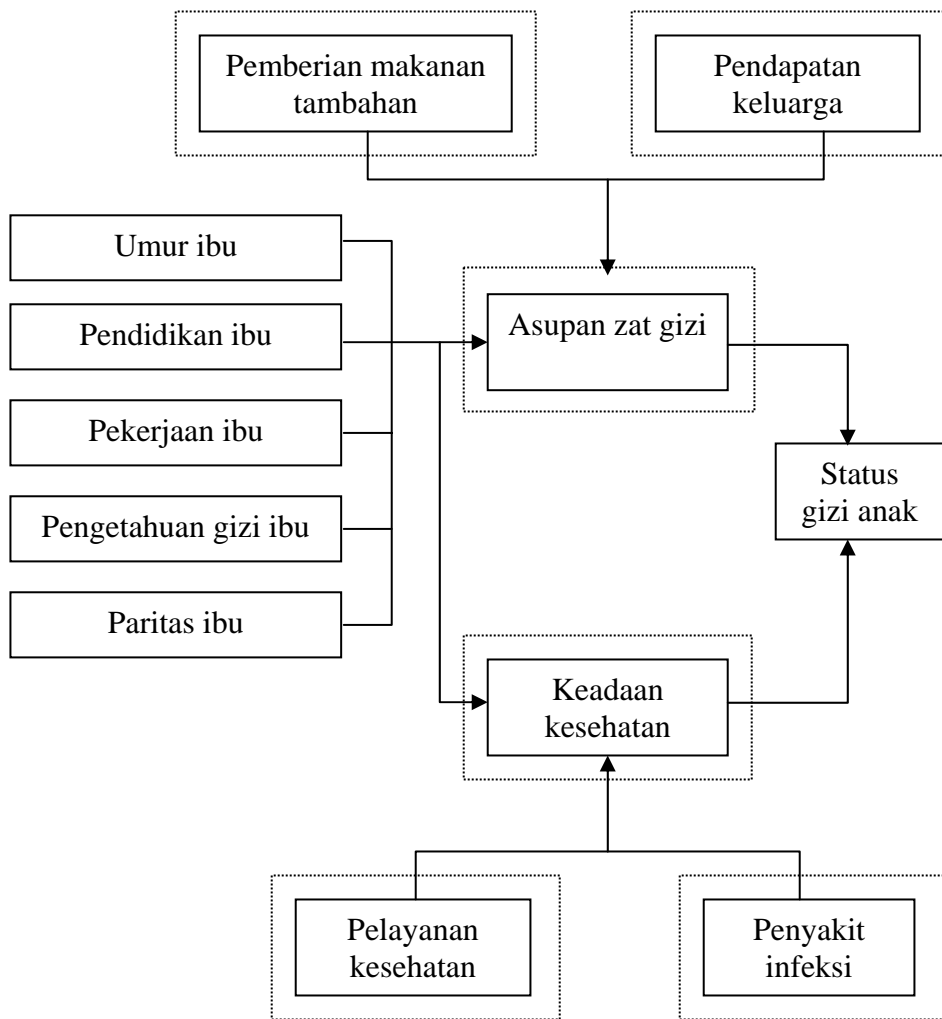 Pemberian makanan
tambahan
Pendapatan
keluarga
Umur ibu
Pendidikan ibu
Pekerjaan ibu
Pengetahuan gizi ibu
Paritas ibu
Asupan zat gizi
Status
gizi anak
Keadaan
kesehatan
Pelayanan
kesehatan
Penyakit
infeksi